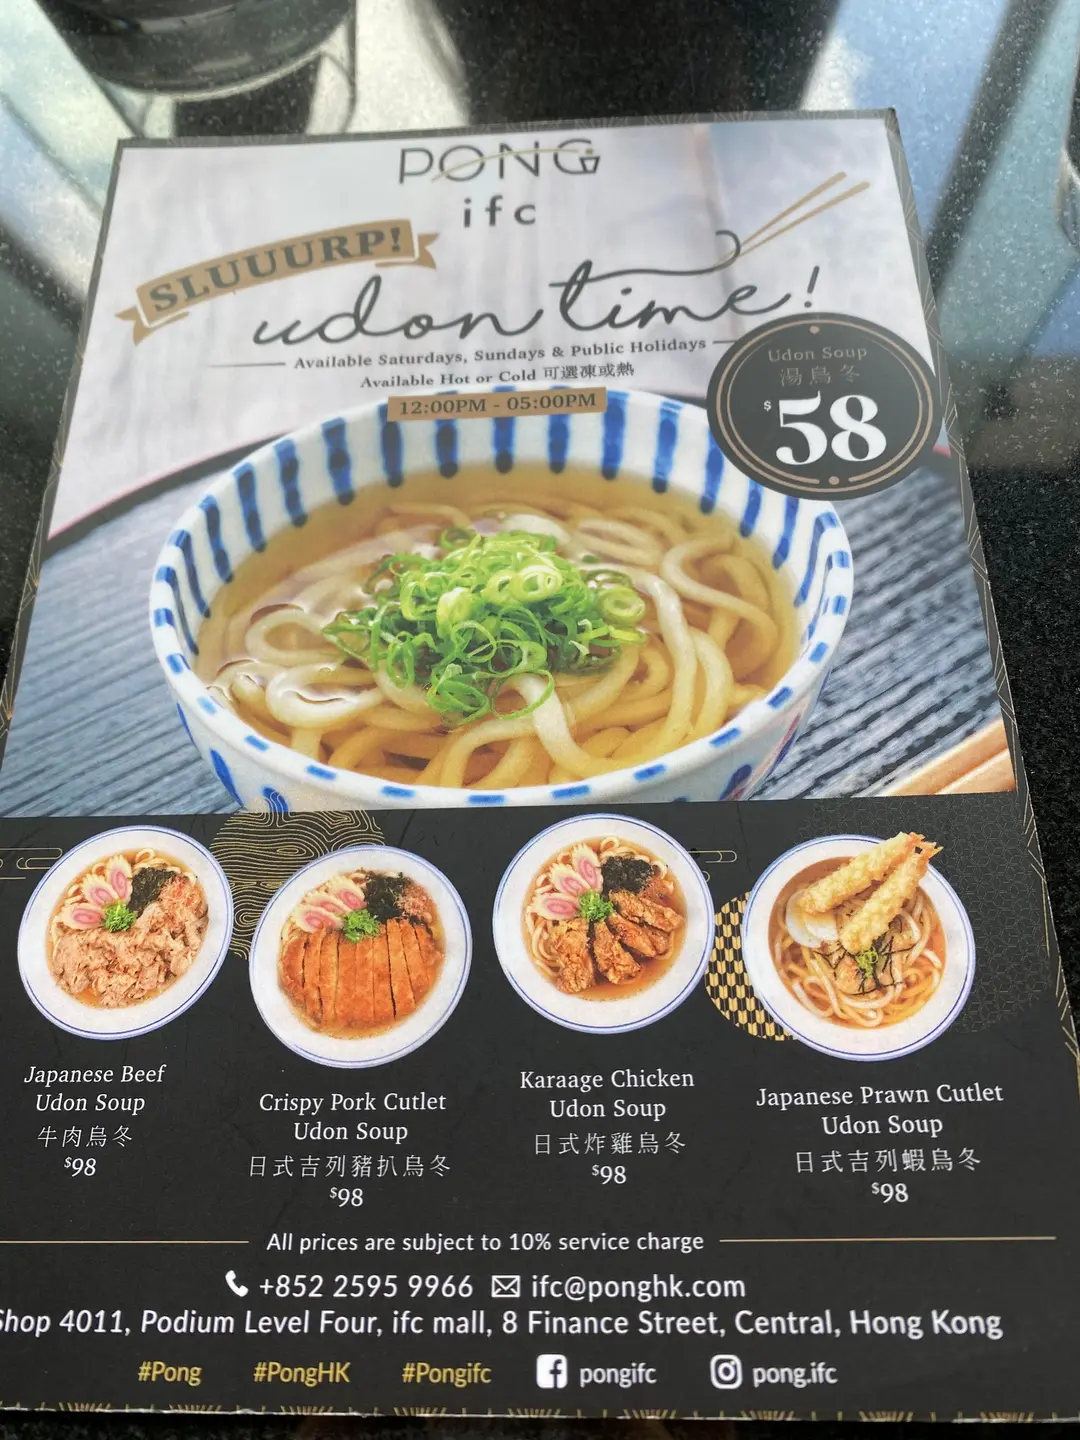 PONG
ifc
SLUUURP!
udon time!
Available Saturdays, Sundays & Public Holidays
Available Hot or Cold 可選凍或熱
12:00PM - 05:00PM
Udon Soup
湯烏冬
$58
Japanese Beef
Udon Soup
牛肉烏冬
$98
Crispy Pork Cutlet
Udon Soup
日式吉列豬扒烏冬
$98
Karaage Chicken
Udon Soup
日式炸雞烏冬
$98
Japanese Prawn Cutlet
Udon Soup
日式吉列蝦烏冬
$98
All prices are subject to 10% service charge
+852 2595 9966 ifc@ponghk.com
Shop 4011, Podium Level Four, ifc mall, 8 Finance Street, Central, Hong Kong
#Pong #PongHK #Pongifc pongifc pong.ifc